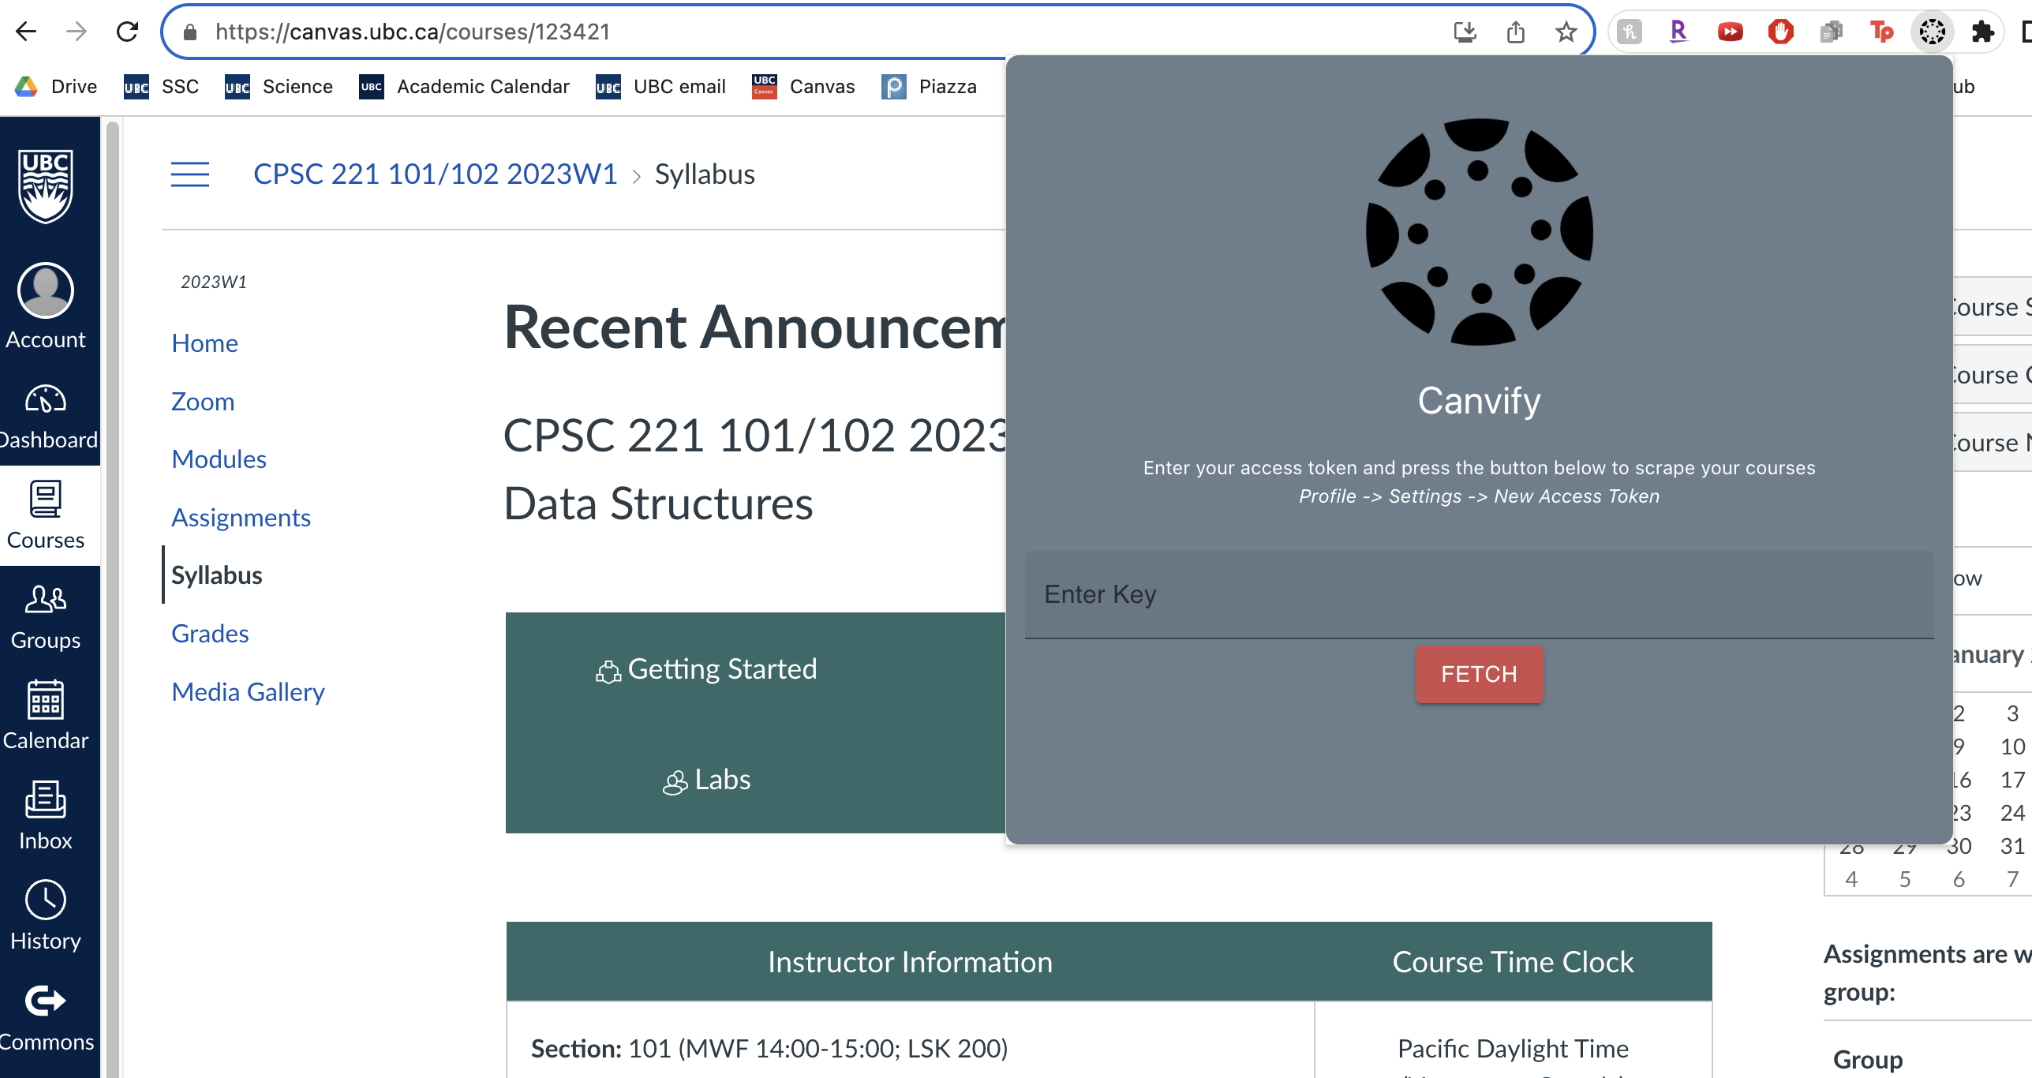 https://canvas.ubc.ca/courses/123421
Drive
UBC SSC
UBC Science
UBC Academic Calendar
UBC UBC email
UBC Canvas Canvas
Piazza
ub
UBC
Account
Dashboard
Courses
Groups
Calendar
Inbox
History
Commons
CPSC 221 101/102 2023W1 > Syllabus
2023W1
Home
Zoom
Modules
Assignments
Syllabus
Grades
Media Gallery
Recent Announcem
CPSC 221 101/102 2023
Data Structures
Getting Started
Labs
Instructor Information
Course Time Clock
Section: 101 (MWF 14:00-15:00; LSK 200)
Pacific Daylight Time
Canvify
Enter your access token and press the button below to scrape your courses
Profile -> Settings -> New Access Token
Enter Key
FETCH
ourse S
ourse
ourse N
ow
anuary
2 3
9 10
16 17
23 24
28 29 30 31
4 5 6 7
Assignments are w
group:
Group